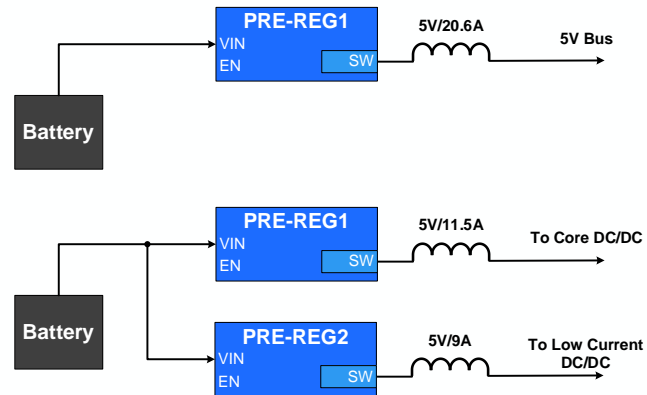 PRE-REG1
VIN
EN
SW
5V/20.6A
5V Bus
Battery
PRE-REG1
VIN
EN
SW
5V/11.5A
To Core DC/DC
Battery
PRE-REG2
VIN
EN
SW
5V/9A
To Low Current
DC/DC